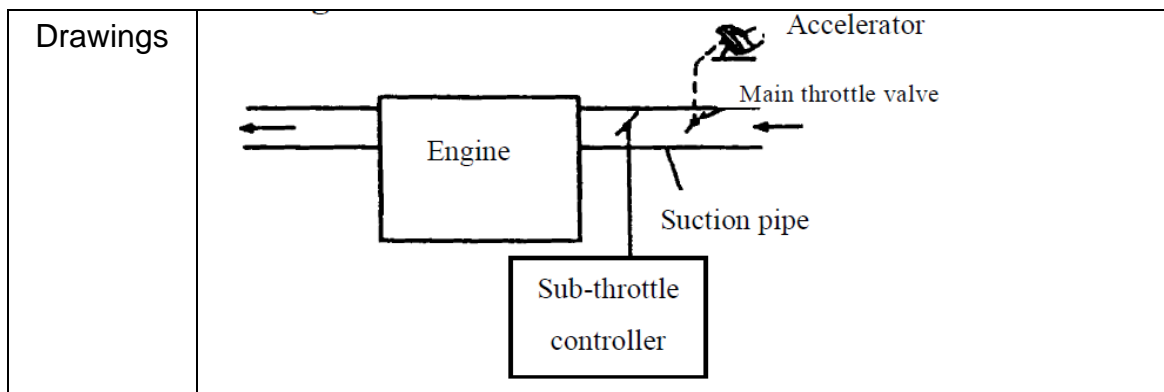 Drawings
Accelerator
Main throttle valve
Engine
Suction pipe
Sub-throttle
controller